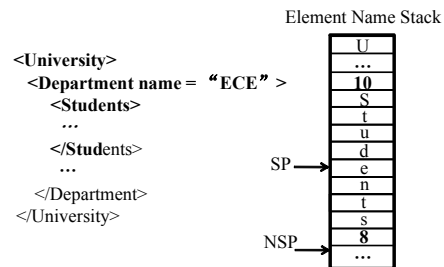 Element Name Stack
<University>
<Department name = “ECE” >
<Students>
...
</Students>
...
</Department>
</University>
U
...
10
S
t
u
d
e
n
t
s
8
...
SP
NSP